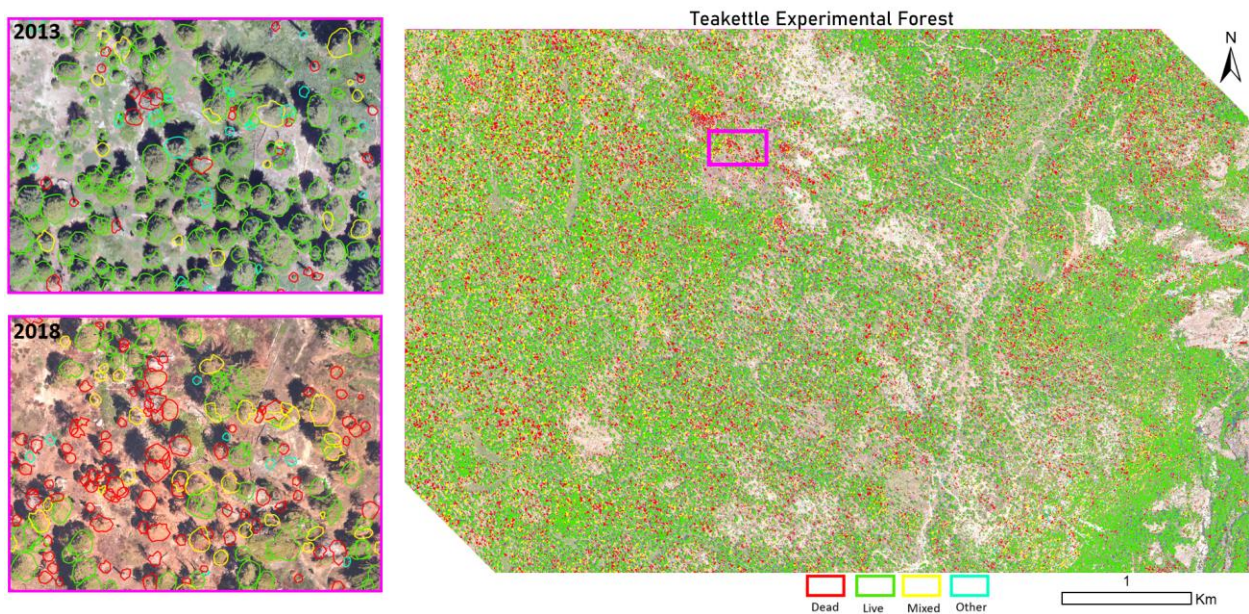 2013
Teakettle Experimental Forest
N
2018
Dead
Live
Mixed
Other
1
Km